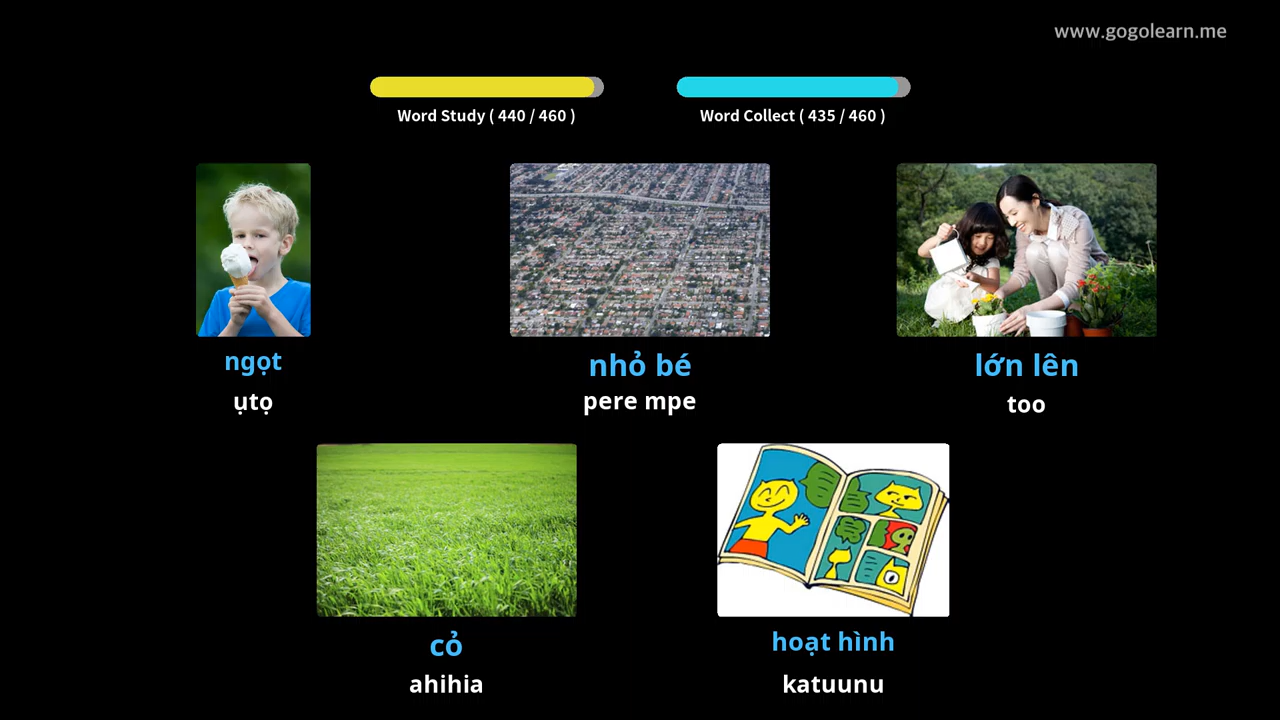 www.gogolearn.me
Word Study ( 440 / 460 )
Word Collect ( 435 / 460 )
ngọt
ụtọ
nhỏ bé
pere mpe
lớn lên
too
cỏ
ahihia
hoạt hình
katuunu